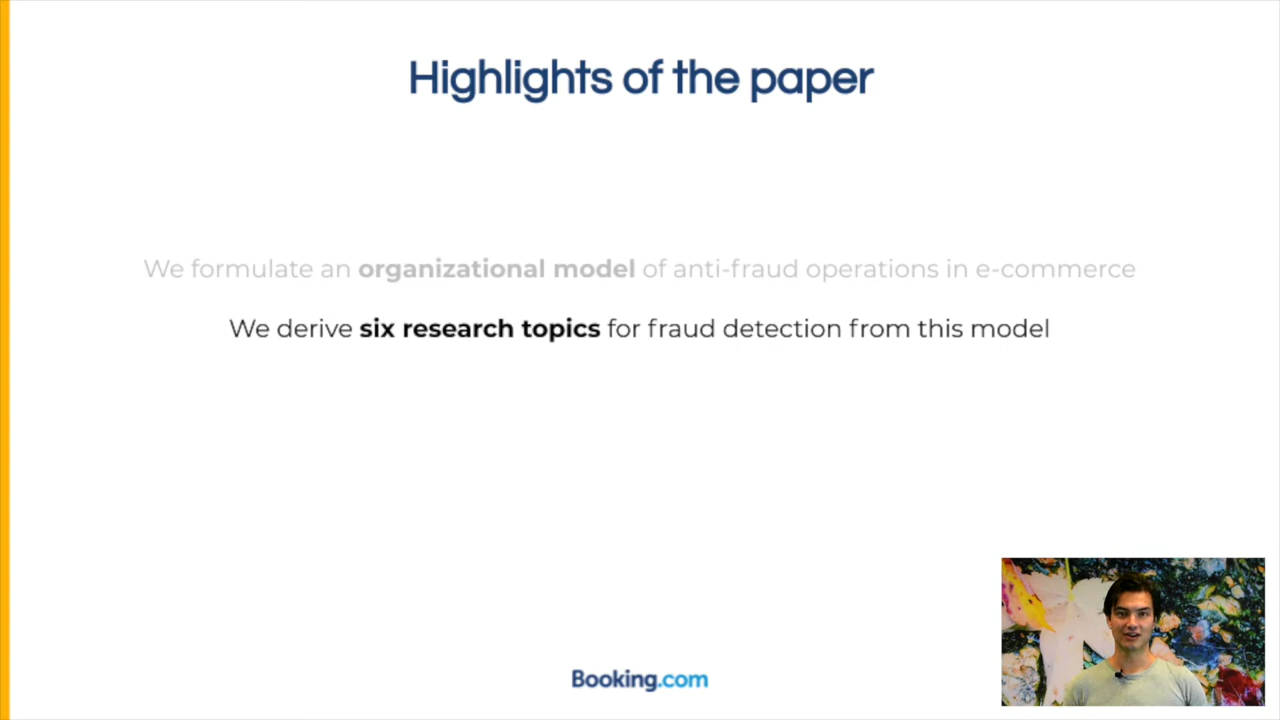 Highlights of the paper
We formulate an organizational model of anti-fraud operations in e-commerce
We derive six research topics for fraud detection from this model
Booking.com